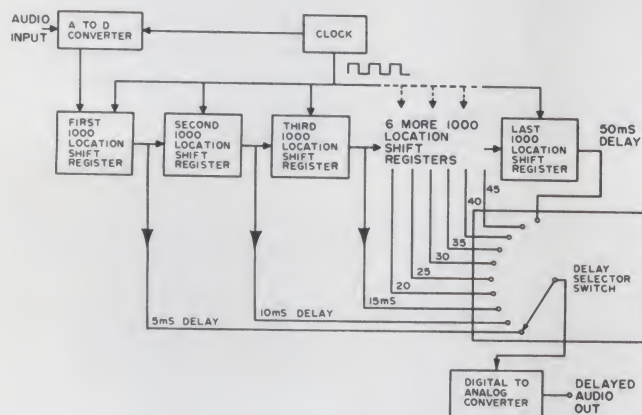 AUDIO
INPUT
A TO D
CONVERTER
CLOCK
FIRST
1000
LOCATION
SHIFT
REGISTER
SECOND
1000
LOCATION
SHIFT
REGISTER
THIRD
1000
LOCATION
SHIFT
REGISTER
6 MORE 1000
LOCATION
SHIFT
REGISTERS
LAST
1000
LOCATION
SHIFT
REGISTER
50mS
DELAY
45
40
35
30
25
20
15mS
10mS DELAY
5mS DELAY
DELAY
SELECTOR
SWITCH
DIGITAL TO
ANALOG
CONVERTER
DELAYED
AUDIO
OUT